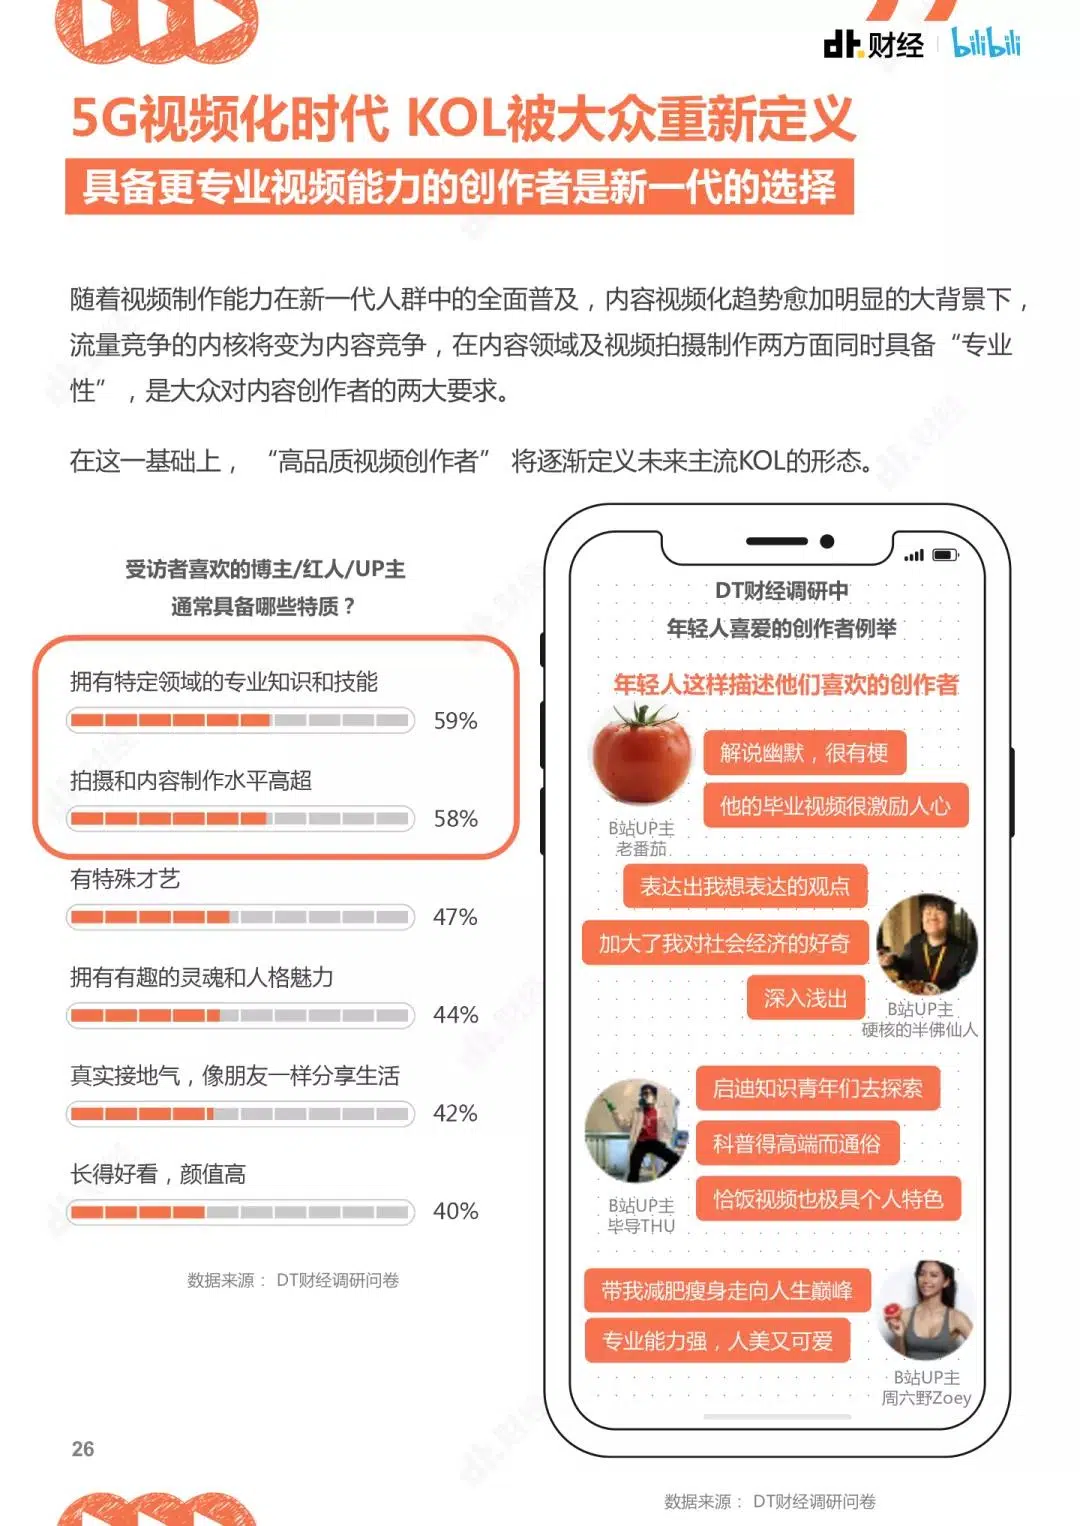 dt.财经 bilibili
5G视频化时代 KOL被大众重新定义
具备更专业视频能力的创作者是新一代的选择
随着视频制作能力在新一代人群中的全面普及，内容视频化趋势愈加明显的大背景下，
流量竞争的内核将变为内容竞争，在内容领域及视频拍摄制作两方面同时具备“专业
性”，是大众对内容创作者的两大要求。
在这一基础上，“高品质视频创作者” 将逐渐定义未来主流KOL的形态。
受访者喜欢的博主/红人/UP主
通常具备哪些特质？
拥有特定领域的专业知识和技能
59%
拍摄和内容制作水平高超
58%
有特殊才艺
47%
拥有有趣的灵魂和人格魅力
44%
真实接地气，像朋友一样分享生活
42%
长得好看，颜值高
40%
数据来源： DT财经调研问卷
DT财经调研中
年轻人喜爱的创作者例举
年轻人这样描述他们喜欢的创作者
解说幽默，很有梗
他的毕业视频很激励人心
B站UP主
老番茄
表达出我想表达的观点
加大了我对社会经济的好奇
深入浅出
B站UP主
硬核的半佛仙人
启迪知识青年们去探索
科普得高端而通俗
恰饭视频也极具个人特色
B站UP主
毕导THU
带我减肥瘦身走向人生巅峰
专业能力强，人美又可爱
B站UP主
周六野Zoey
26
数据来源： DT财经调研问卷